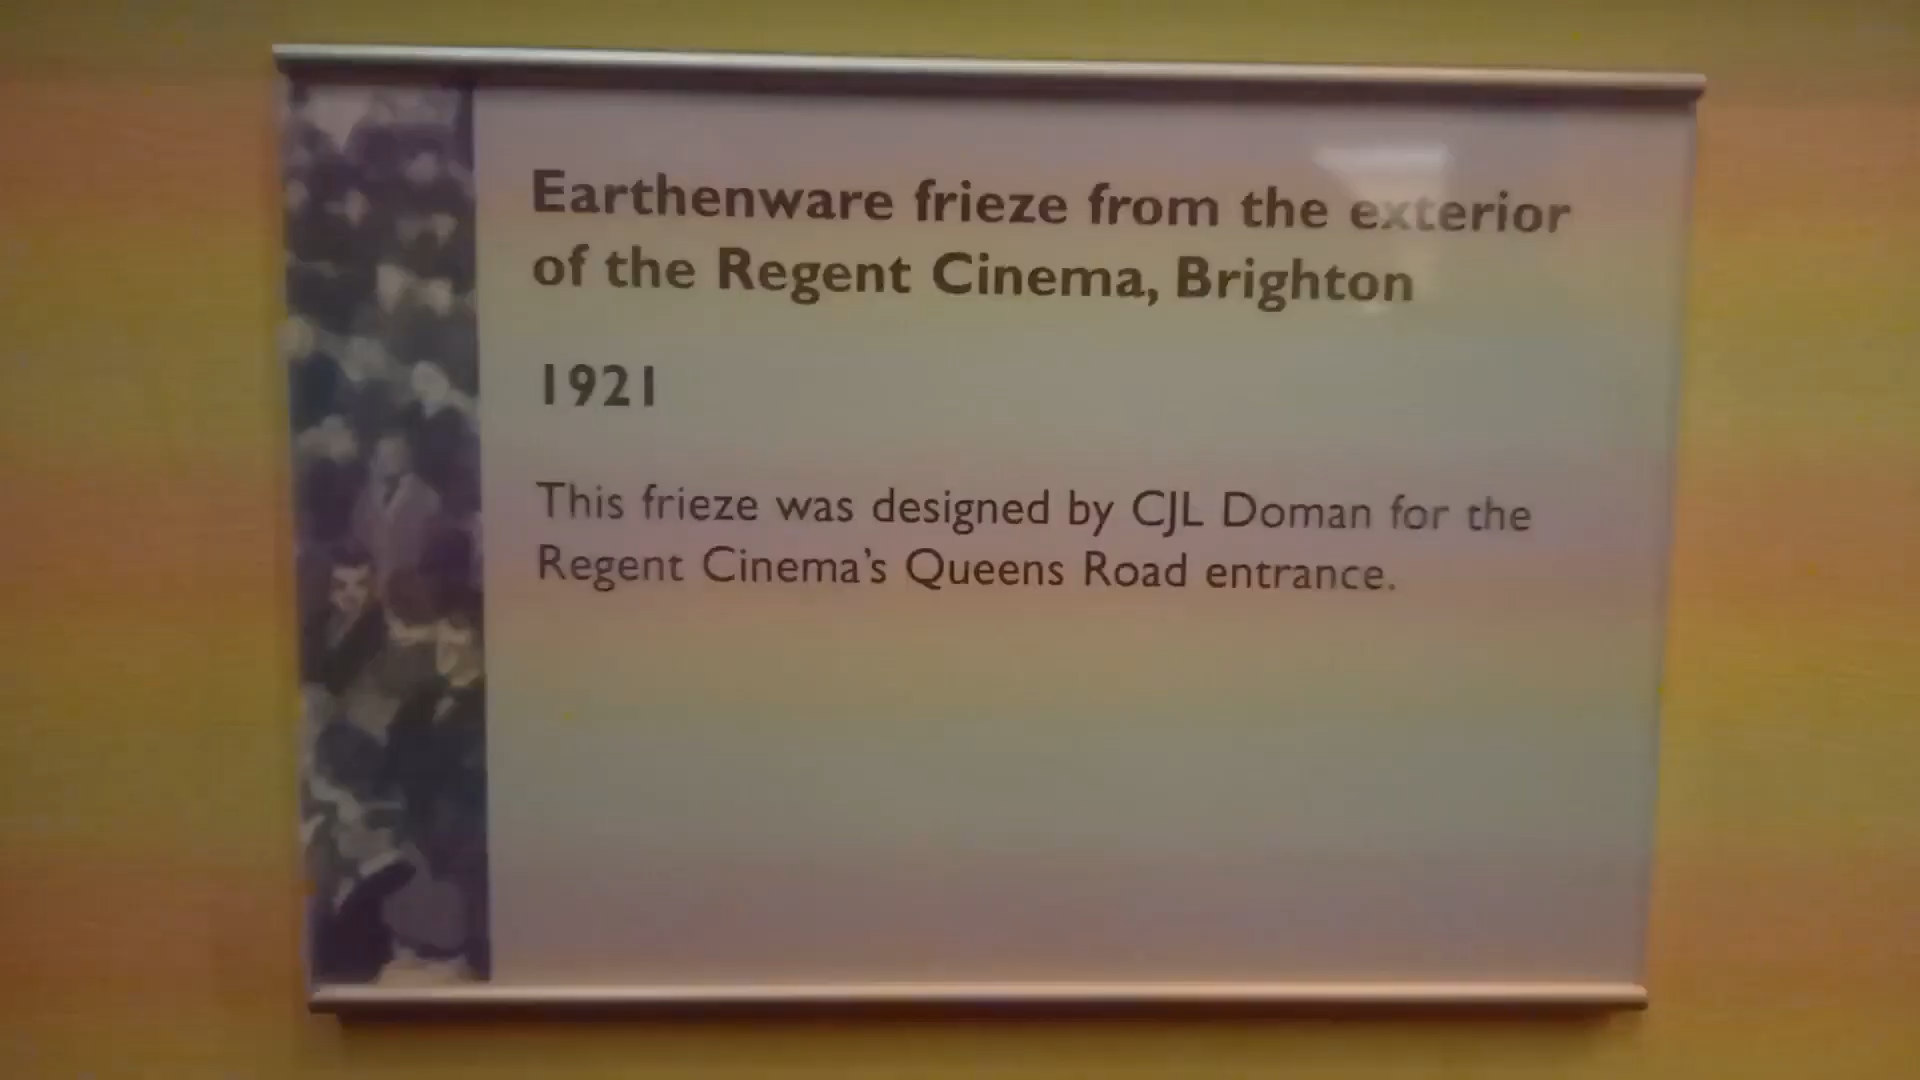 Earthenware frieze from the exterior
of the Regent Cinema, Brighton
1921
This frieze was designed by CJL Doman for the
Regent Cinema's Queens Road entrance.